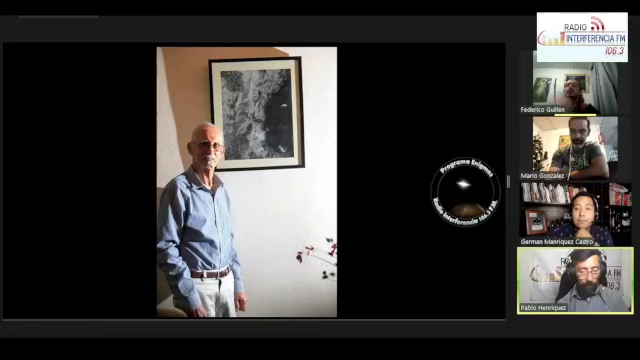 RADIO
INTERFERENCIA FM
106.3
Federico Guillén
Mario González
German Manriquez Castro
Pablo Henríquez
Programa Enigmas
Radio Interferencia 106.3 FM